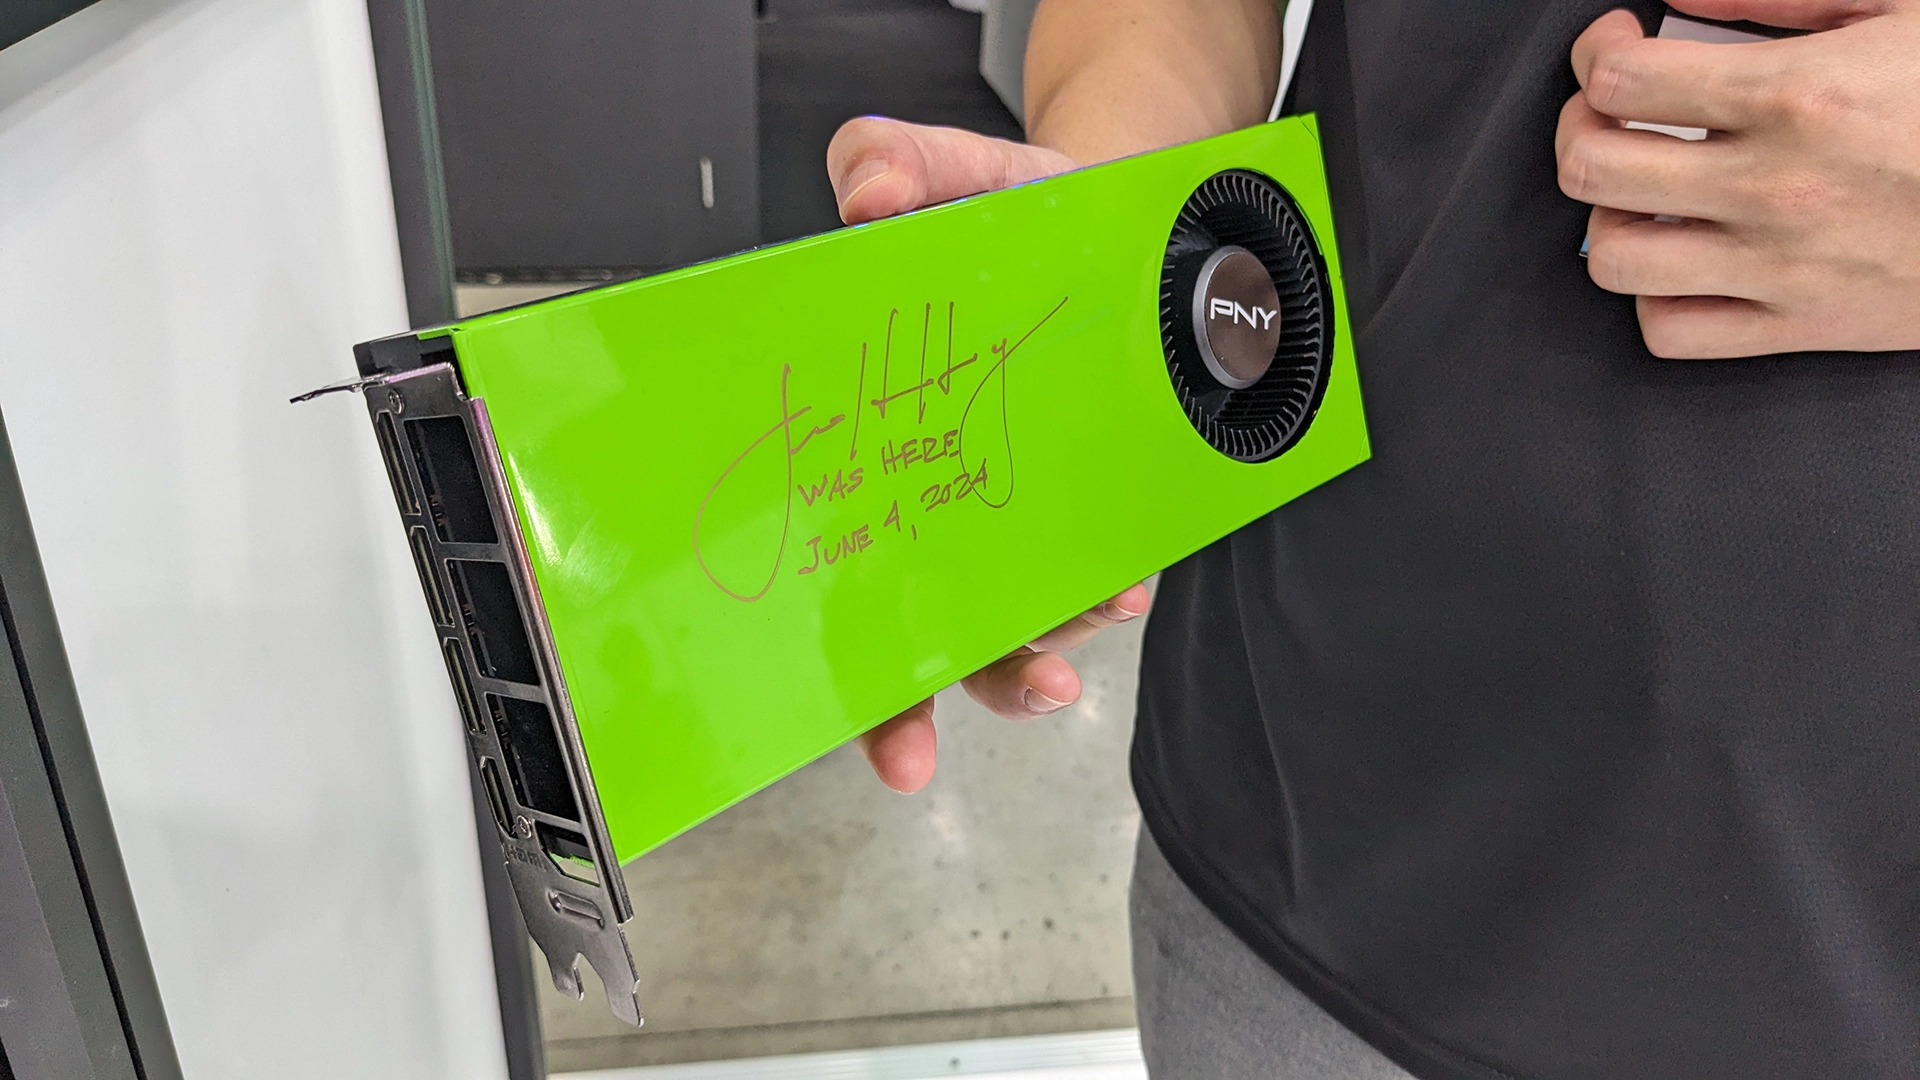 WAS HERE
JUNE 4, 2024
PNY